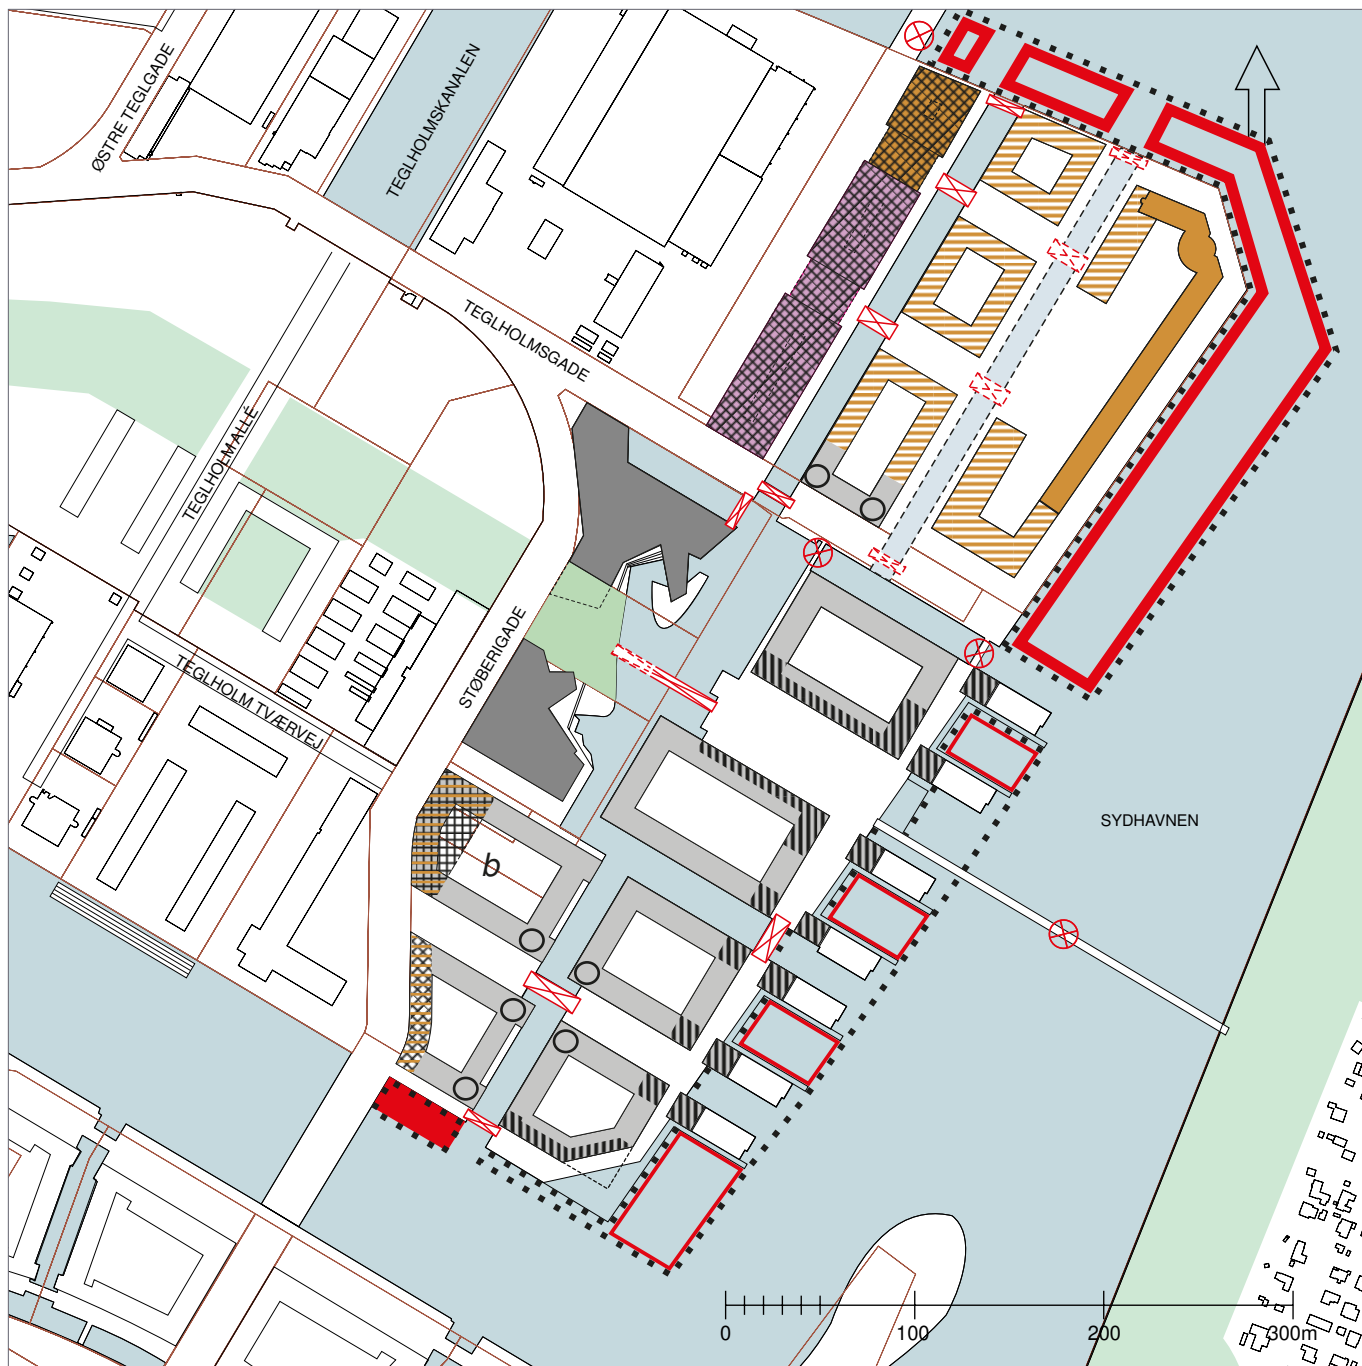 ØSTRE TEGLGADE
TEGLHOLMSKANALEN
TEGLHOLMSGADE
TEGLHOLM ALLÉ
STØBERIGADE
TEGLHOLM TVÆRVEJ
SYDHAVNEN
b
0 100 200 300m